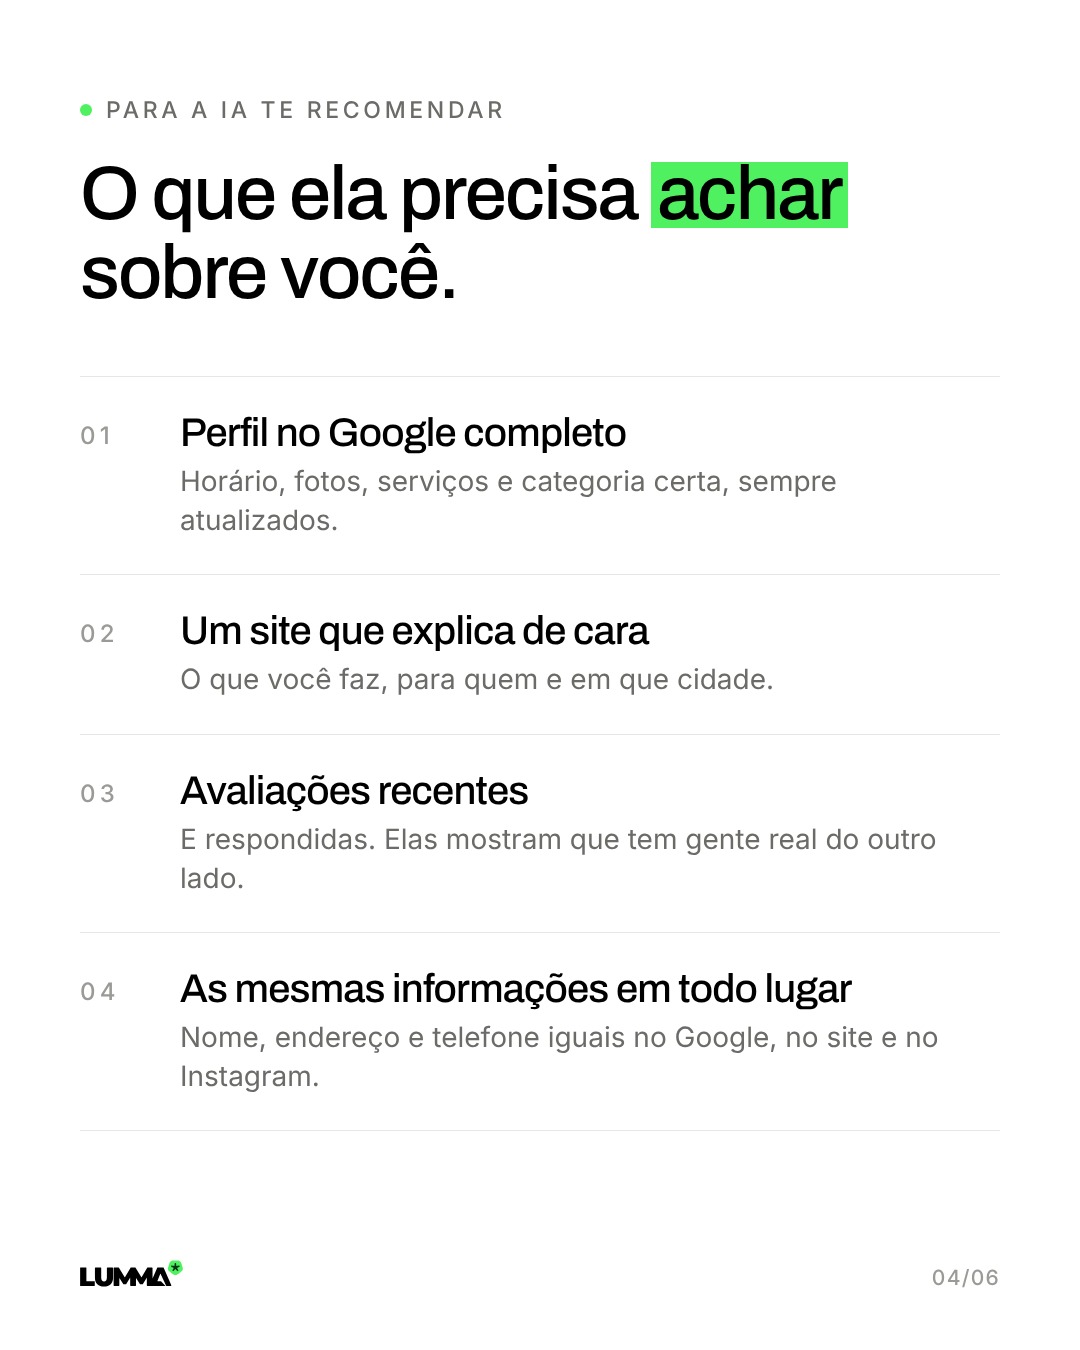 PARA A IA TE RECOMENDAR
O que ela precisa achar
sobre você.
01
Perfil no Google completo
Horário, fotos, serviços e categoria certa, sempre
atualizados.
02
Um site que explica de cara
O que você faz, para quem e em que cidade.
03
Avaliações recentes
E respondidas. Elas mostram que tem gente real do outro
lado.
04
As mesmas informações em todo lugar
Nome, endereço e telefone iguais no Google, no site e no
Instagram.
LUMMA
04/06